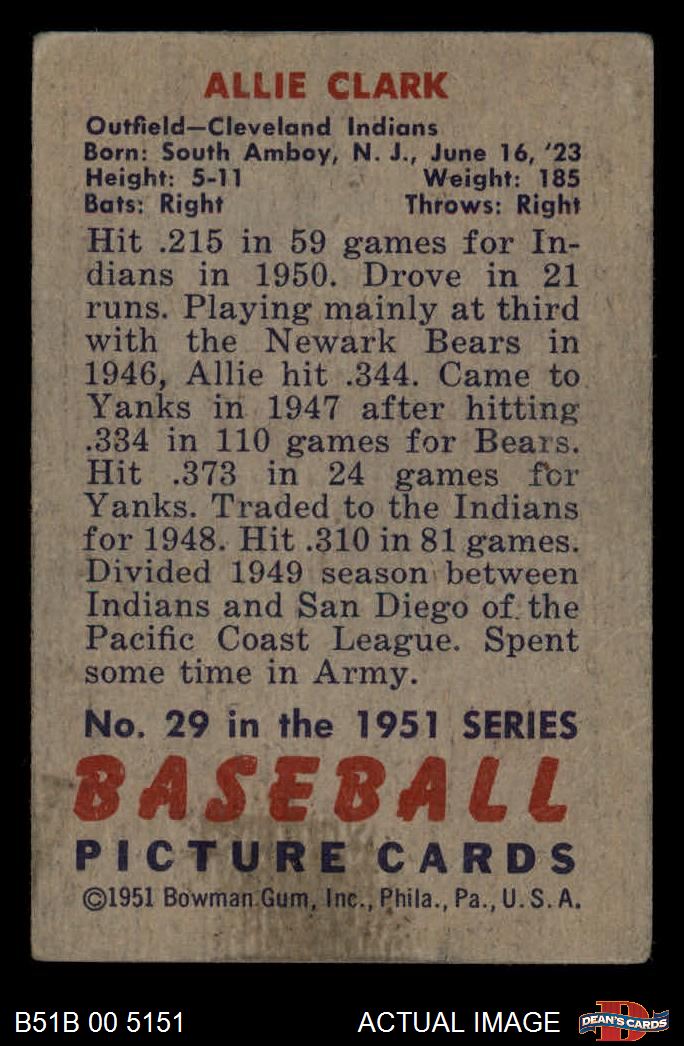 ALLIE CLARK
Outfield—Cleveland Indians
Born: South Amboy, N. J., June 16, '23
Height: 5-11 Weight: 185
Bats: Right Throws: Right
Hit .215 in 59 games for In-
dians in 1950. Drove in 21
runs. Playing mainly at third
with the Newark Bears in
1946, Allie hit .344. Came to
Yanks in 1947 after hitting
.334 in 110 games for Bears.
Hit .373 in 24 games for
Yanks. Traded to the Indians
for 1948. Hit .310 in 81 games.
Divided 1949 season between
Indians and San Diego of the
Pacific Coast League. Spent
some time in Army.
No. 29 in the 1951 SERIES
BASEBALL
PICTURE CARDS
©1951 Bowman Gum, Inc., Phila., Pa., U. S. A.
B51B 00 5151 ACTUAL IMAGE DEAN'S CARDS